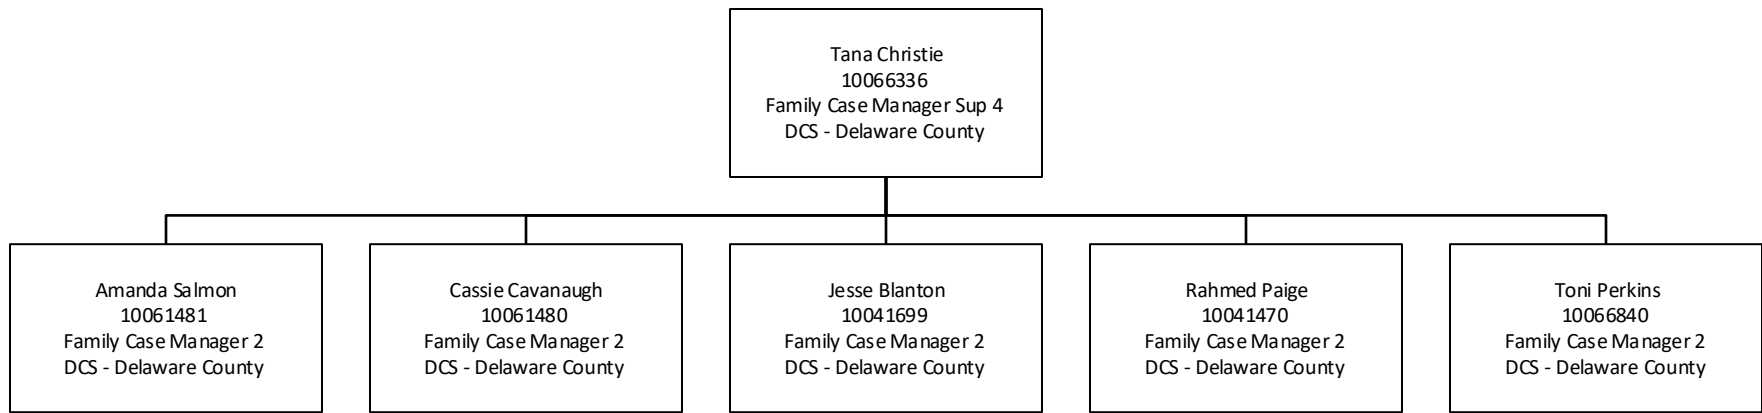 Tana Christie
10066336
Family Case Manager Sup 4
DCS - Delaware County
Amanda Salmon
10061481
Family Case Manager 2
DCS - Delaware County
Cassie Cavanaugh
10061480
Family Case Manager 2
DCS - Delaware County
Jesse Blanton
10041699
Family Case Manager 2
DCS - Delaware County
Rahmed Paige
10041470
Family Case Manager 2
DCS - Delaware County
Toni Perkins
10066840
Family Case Manager 2
DCS - Delaware County